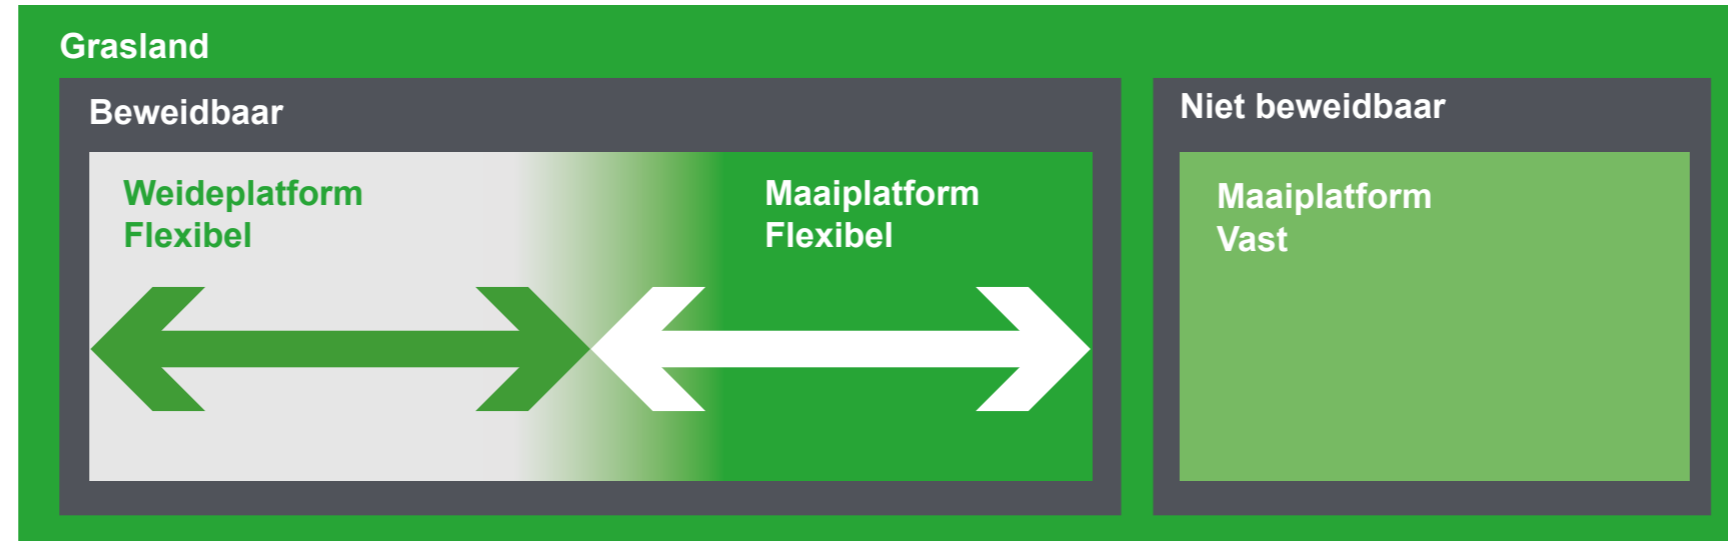 Grasland
Beweidbaar
Weideplatform
Flexibel
Maaiplatform
Flexibel
Niet beweidbaar
Maaiplatform
Vast